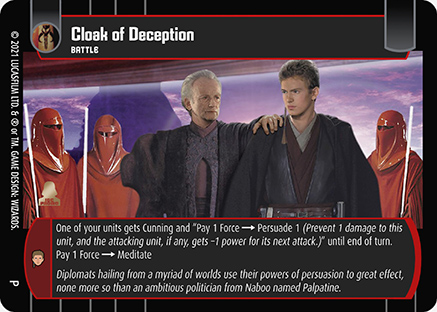 Cloak of Deception
BATTLE
© 2021 LUCASFILM LTD. & ® or TM. GAME DESIGN: WIZARDS.
P
One of your units gets Cunning and "Pay 1 Force → Persuade 1 (Prevent 1 damage to this
unit, and the attacking unit, if any, gets -1 power for its next attack.)" until end of turn.
Pay 1 Force → Meditate
Diplomats hailing from a myriad of worlds use their powers of persuasion to great effect,
none more so than an ambitious politician from Naboo named Palpatine.